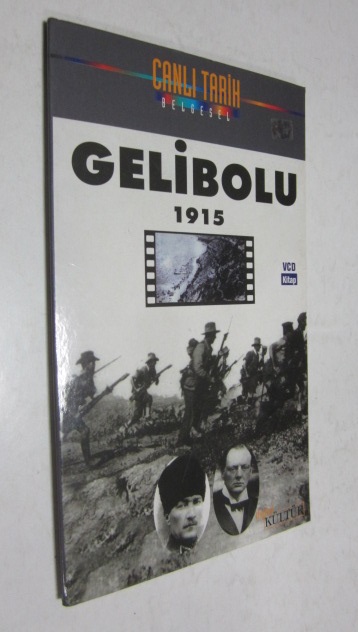 CANLI TARİH
BELGESEL
GELİBOLU
1915
VCD
Kitap
KÜLTÜR